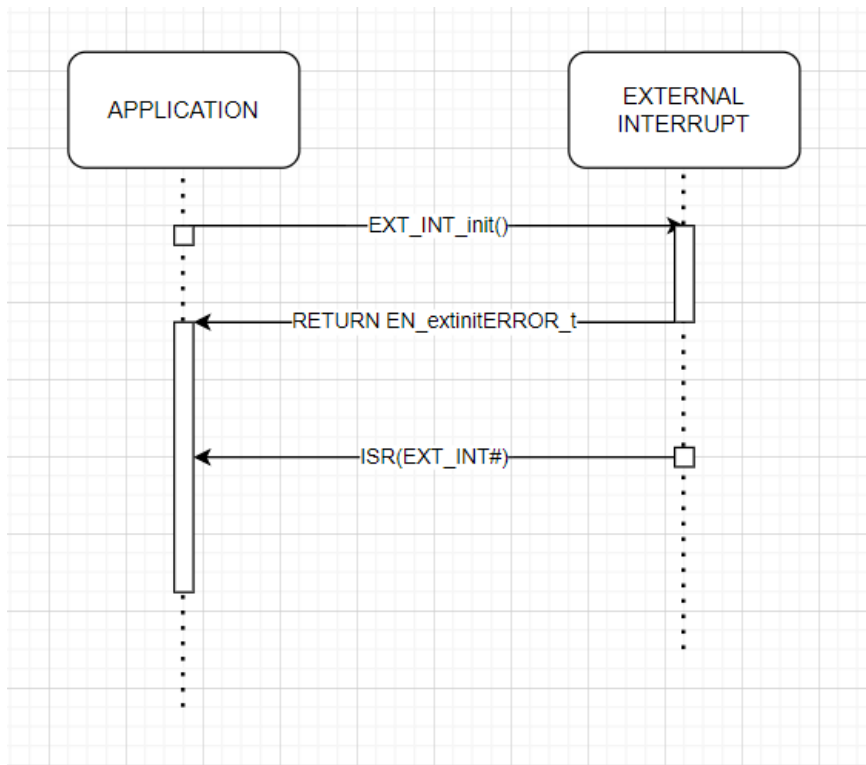 APPLICATION
EXTERNAL
INTERRUPT
EXT_INT_init()
RETURN EN_extinitERROR_t
ISR(EXT_INT#)